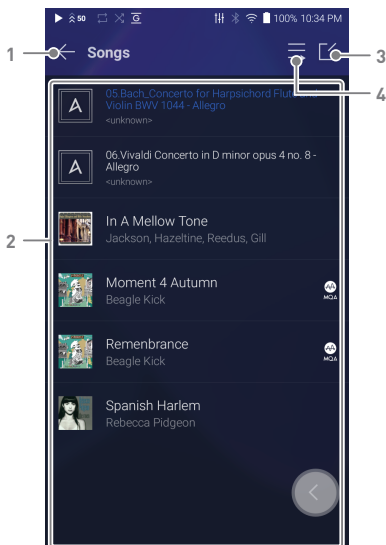 50 G 100% 10:34 PM
1 Songs 3
4
05.Bach_Concerto for Harpsichord Flute and
Violin BWV 1044 - Allegro
<unknown>
06.Vivaldi Concerto in D minor opus 4 no. 8 -
Allegro
<unknown>
2
In A Mellow Tone
Jackson, Hazeltine, Reedus, Gill
Moment 4 Autumn
Beagle Kick
MQA
Remenbrance
Beagle Kick
MQA
Spanish Harlem
Rebecca Pidgeon